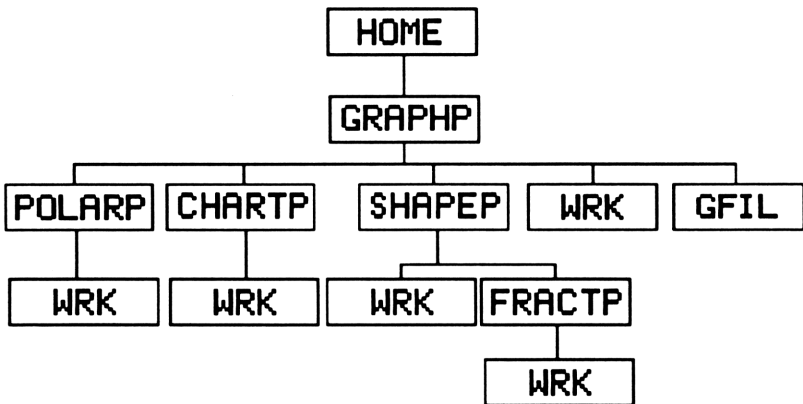 HOME
GRAPHP
POLARP CHARTP SHAPEP WRK GFIL
WRK WRK WRK FRACTP
WRK